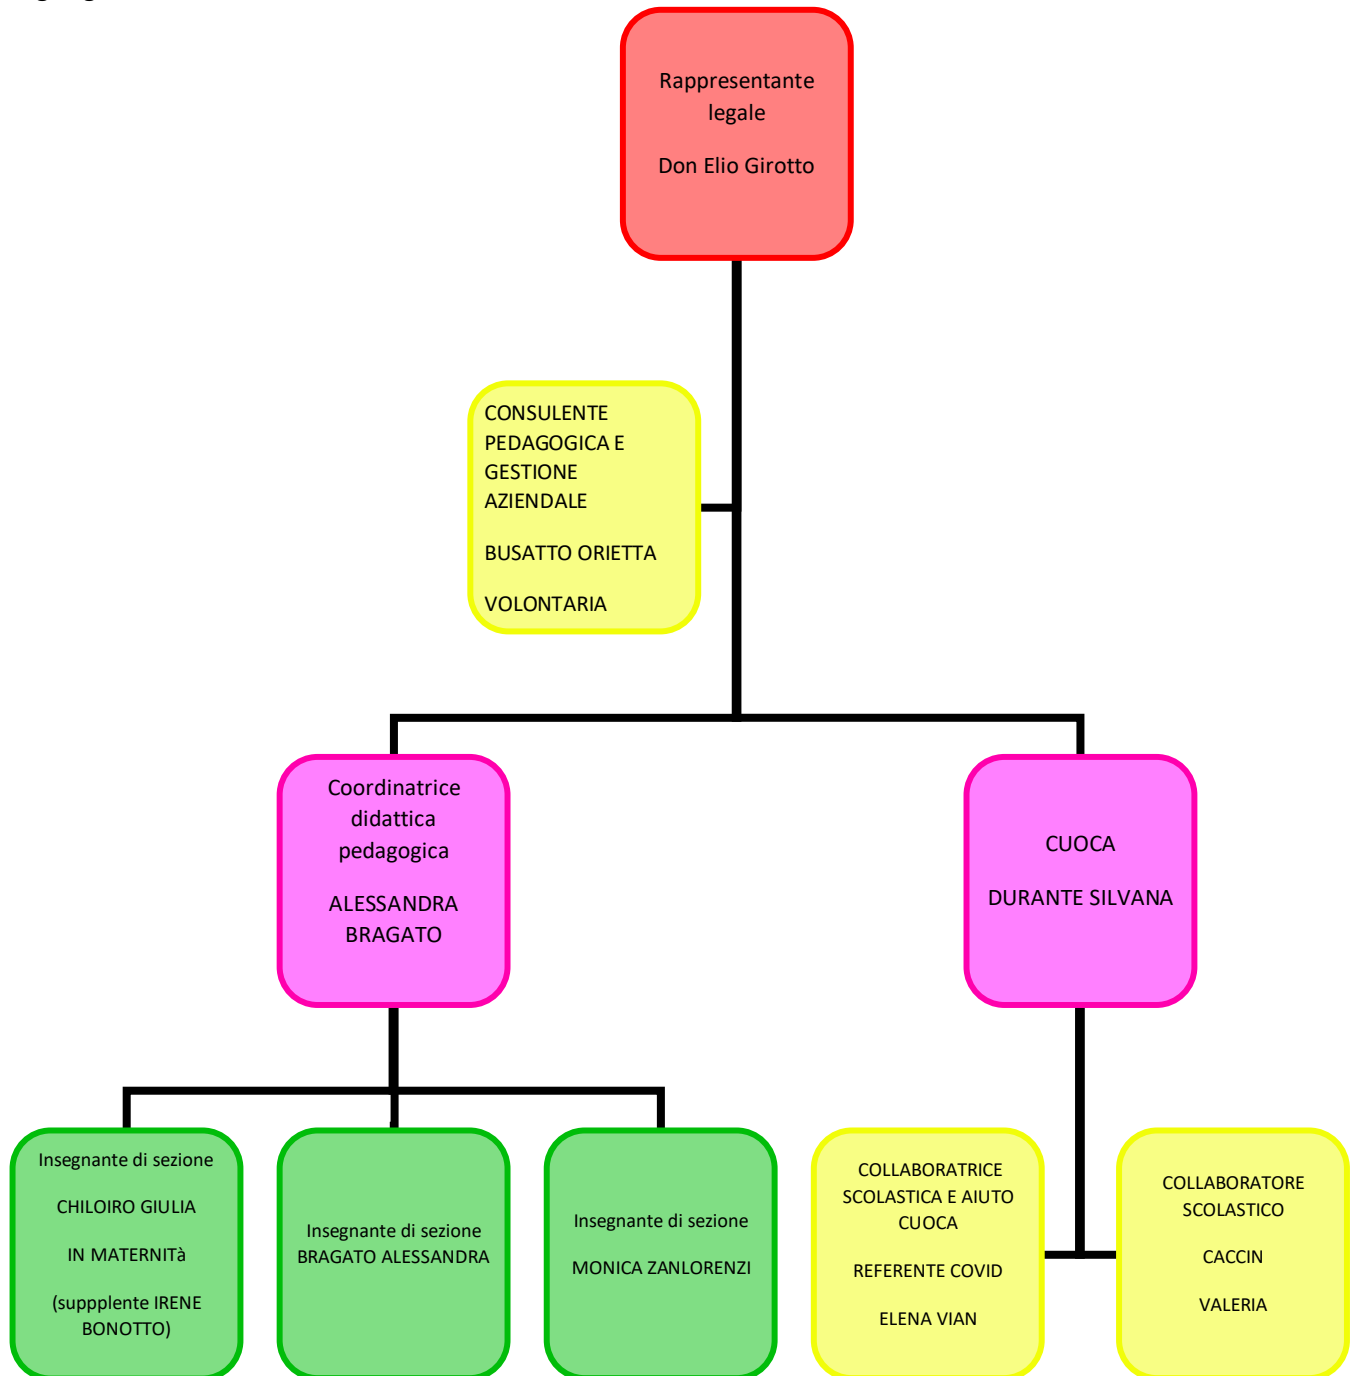 Rappresentante
legale
Don Elio Girotto
CONSULENTE
PEDAGOGICA E
GESTIONE
AZIENDALE
BUSATTO ORIETTA
VOLONTARIA
Coordinatrice
didattica
pedagogica
ALESSANDRA
BRAGATO
CUOCA
DURANTE SILVANA
Insegnante di sezione
CHILOIRO GIULIA
IN MATERNITà
(suppplente IRENE
BONOTTO)
Insegnante di sezione
BRAGATO ALESSANDRA
Insegnante di sezione
MONICA ZANLORENZI
COLLABORATRICE
SCOLASTICA E AIUTO
CUOCA
REFERENTE COVID
ELENA VIAN
COLLABORATORE
SCOLASTICO
CACCIN
VALERIA